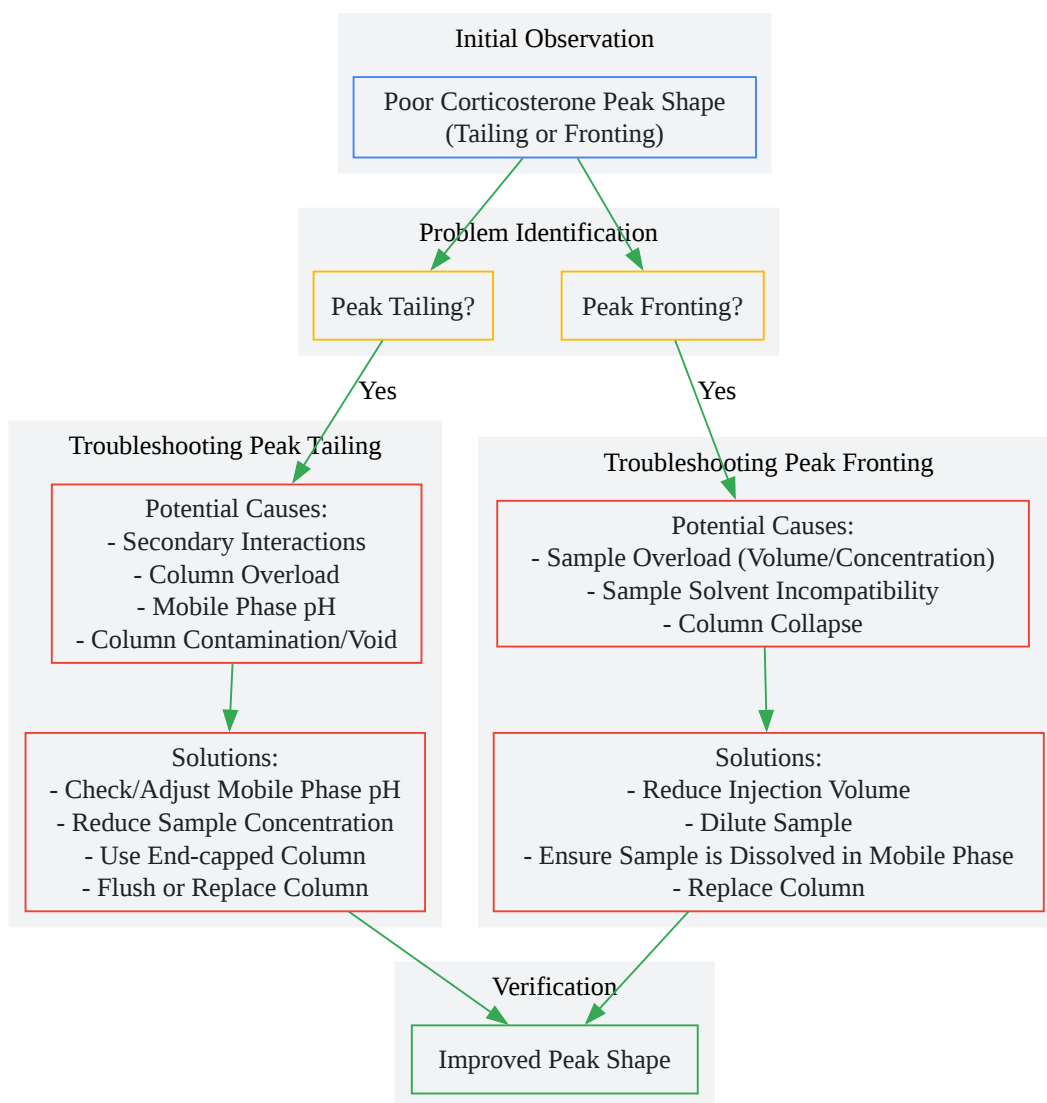 Initial Observation
Poor Corticosterone Peak Shape
(Tailing or Fronting)
Problem Identification
Peak Tailing?
Peak Fronting?
Yes
Yes
Troubleshooting Peak Tailing
Potential Causes:
- Secondary Interactions
- Column Overload
- Mobile Phase pH
- Column Contamination/Void
Solutions:
- Check/Adjust Mobile Phase pH
- Reduce Sample Concentration
- Use End-capped Column
- Flush or Replace Column
Troubleshooting Peak Fronting
Potential Causes:
- Sample Overload (Volume/Concentration)
- Sample Solvent Incompatibility
- Column Collapse
Solutions:
- Reduce Injection Volume
- Dilute Sample
- Ensure Sample is Dissolved in Mobile Phase
- Replace Column
Verification
Improved Peak Shape